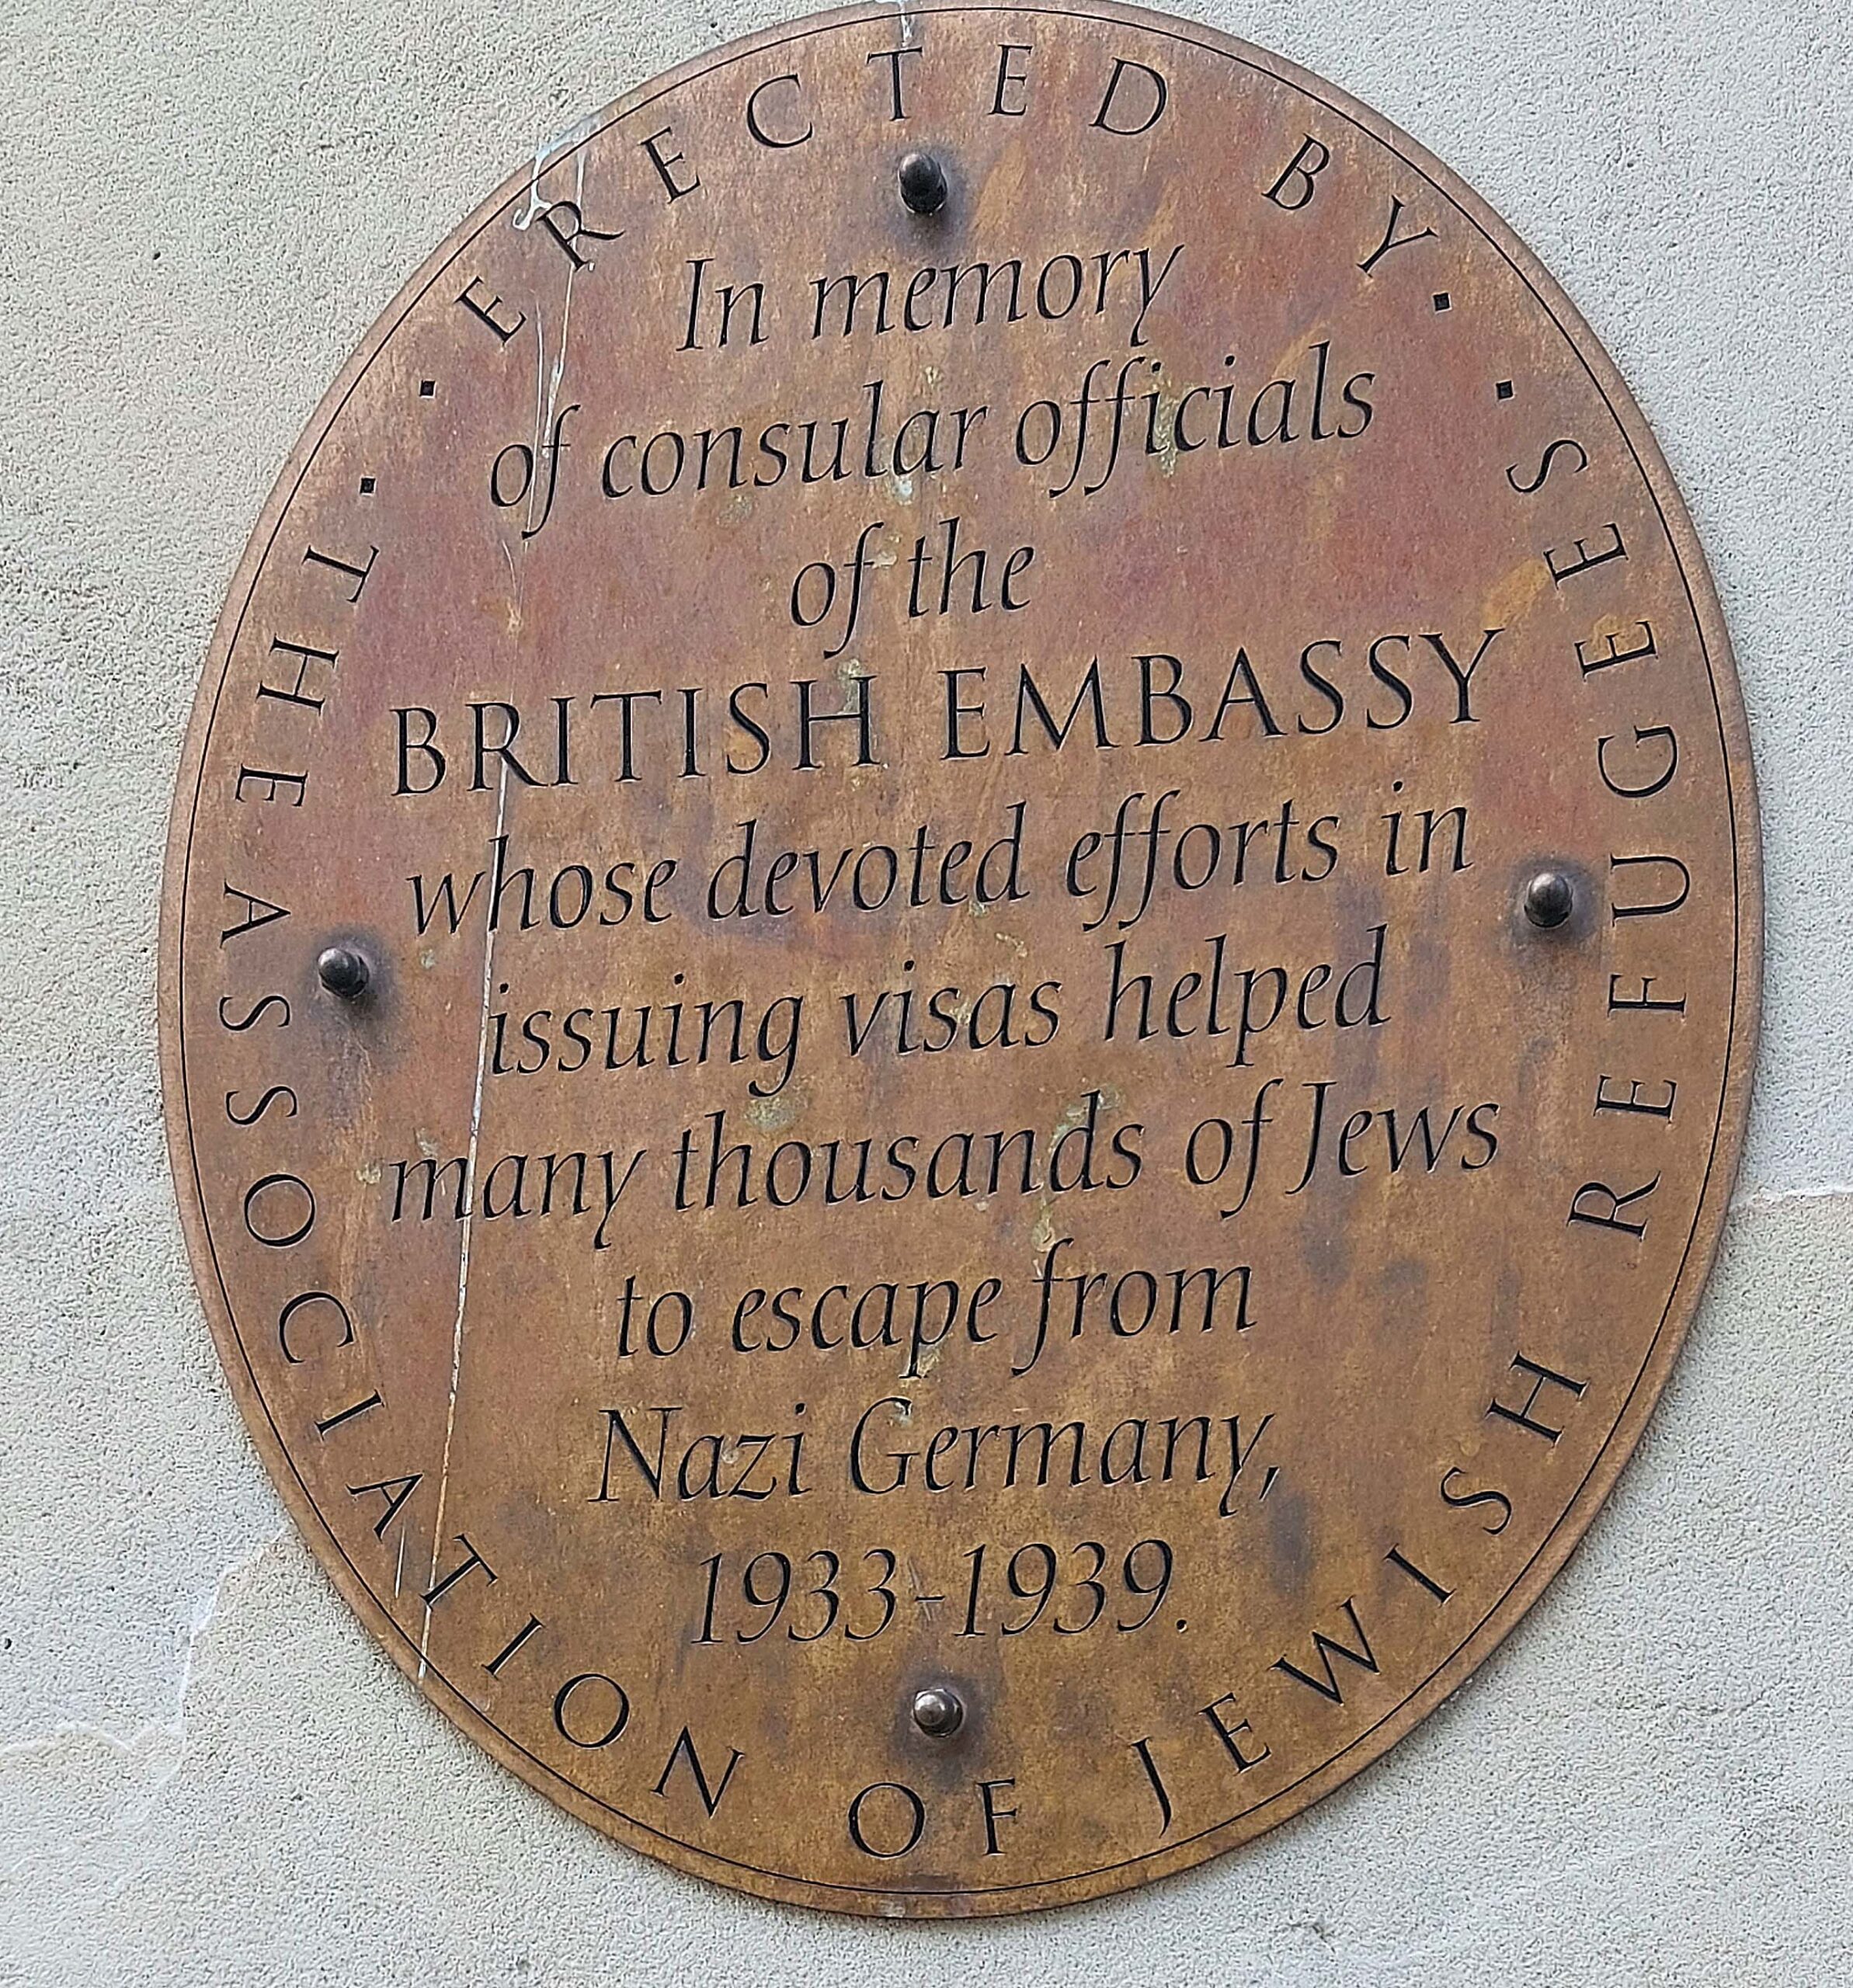 · ERECTED BY ·
In memory
of consular officials
of the
BRITISH EMBASSY
whose devoted efforts in
issuing visas helped
many thousands of Jews
to escape from
Nazi Germany,
1933-1939.
· THE ASSOCIATION OF JEWISH REFUGEES ·